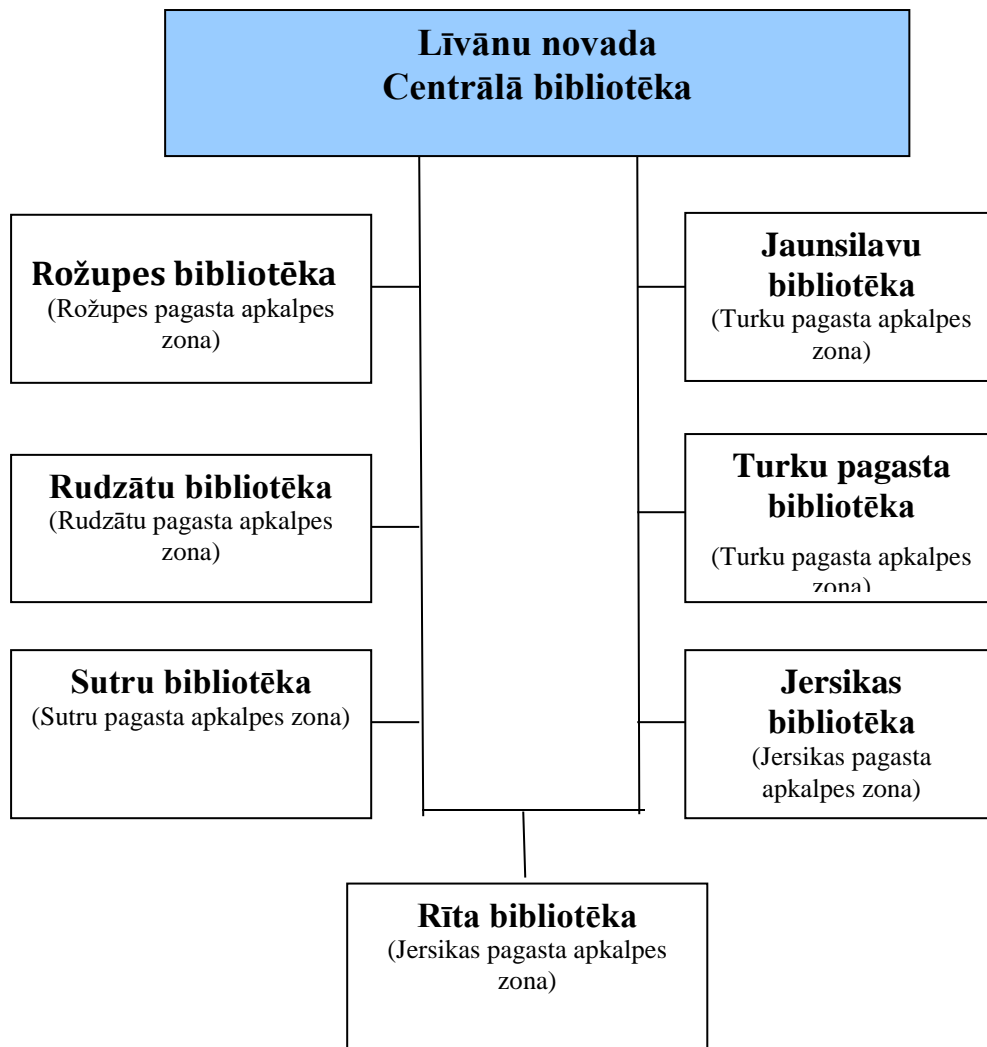 Līvānu novada
Centrālā bibliotēka
Rožupes bibliotēka
(Rožupes pagasta apkalpes
zona)
Jaunsilavu
bibliotēka
(Turku pagasta apkalpes
zona)
Rudzātu bibliotēka
(Rudzātu pagasta apkalpes
zona)
Turku pagasta
bibliotēka
(Turku pagasta apkalpes
zona)
Sutru bibliotēka
(Sutru pagasta apkalpes zona)
Jersikas
bibliotēka
(Jersikas pagasta
apkalpes zona)
Rīta bibliotēka
(Jersikas pagasta apkalpes
zona)